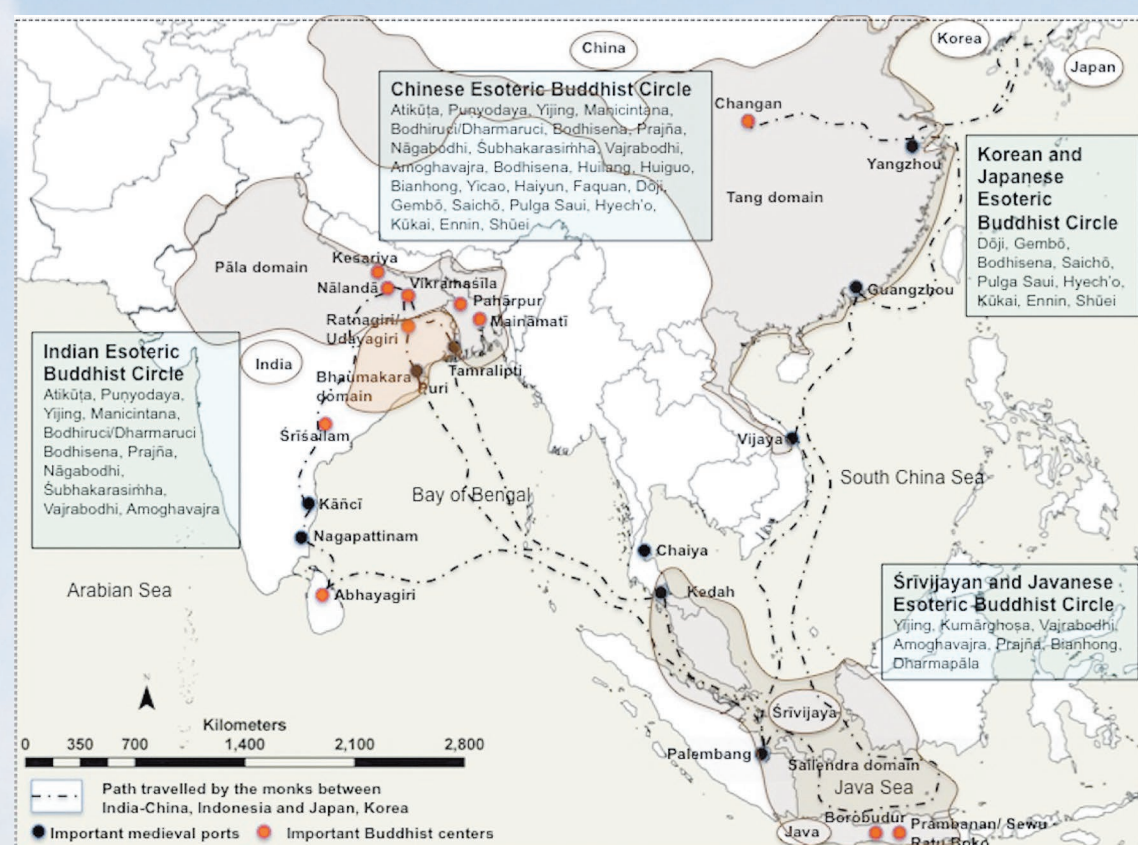 China
Korea
Japan
Chinese Esoteric Buddhist Circle
Atikūṭa, Puṇyodaya, Yijing, Manicintana,
Bodhiruci/Dharmaruci, Bodhisena, Prajña,
Nāgabodhi, Śubhakarasiṁha, Vajrabodhi,
Amoghavajra, Bodhisena, Huilang, Huiguo,
Bianhong, Yicao, Haiyun, Faquan, Dōji,
Gembō, Saichō, Pulga Saui, Hyech'o,
Kūkai, Ennin, Shūei
Changan
Yangzhou
Tang domain
Guangzhou
Korean and
Japanese
Esoteric
Buddhist Circle
Dōji, Gembō,
Bodhisena, Saichō,
Pulga Saui, Hyech'o,
Kūkai, Ennin, Shūei
Pāla domain
Kesariya
Nālandā
Vikramaśīla
Pahārpur
Maināmatī
Ratnagiri/
Udayagiri
India
Bhaumakara
domain
Tamralipti
Puri
Indian Esoteric
Buddhist Circle
Atikūṭa, Puṇyodaya,
Yijing, Manicintana,
Bodhiruci/Dharmaruci
Bodhisena, Prajña,
Nāgabodhi,
Śubhakarasiṁha,
Vajrabodhi, Amoghavajra
Śrīśailam
Kāñcī
Nagapattinam
Abhayagiri
Bay of Bengal
Arabian Sea
Vijaya
South China Sea
Chaiya
Kedah
Śrīvijayan and Javanese
Esoteric Buddhist Circle
Yijing, Kumārghoṣa, Vajrabodhi,
Amoghavajra, Prajña, Bianhong,
Dharmapāla
Śrīvijaya
Palembang
Śailendra domain
Java Sea
Java
Borobudur
Prambanan/ Sewu
Ratu Boko
N
Kilometers
0 350 700 1,400 2,100 2,800
Path travelled by the monks between
India-China, Indonesia and Japan, Korea
Important medieval ports
Important Buddhist centers